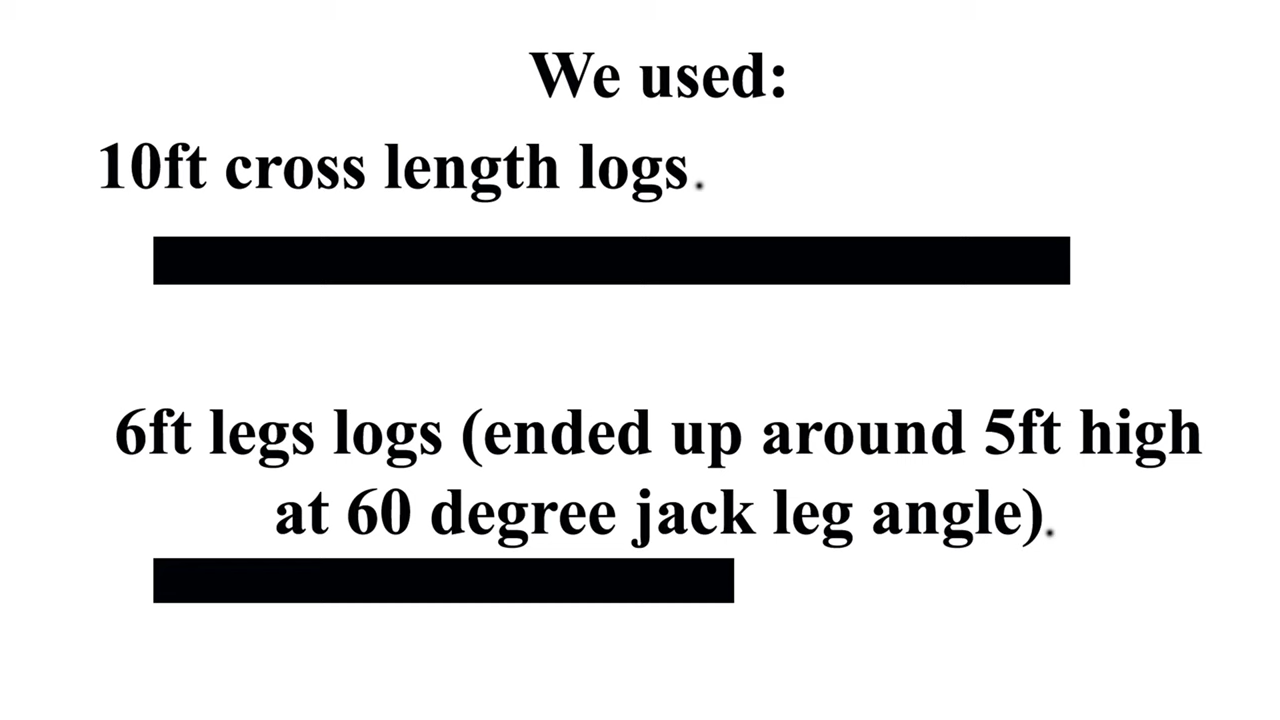 We used:
10ft cross length logs.
6ft legs logs (ended up around 5ft high
at 60 degree jack leg angle).